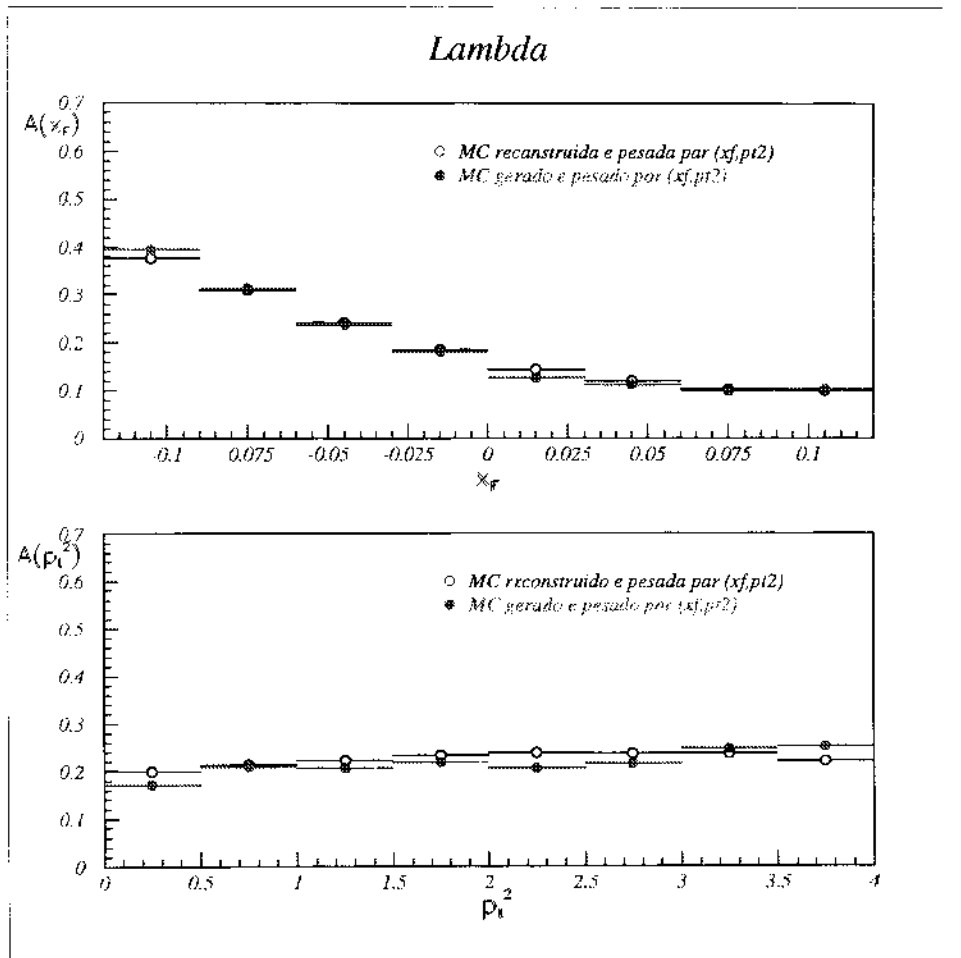 Lambda
0.7
A(x_F)
0.6
0.5
0.4
0.3
0.2
0.1
0
MC recanstruida e pesada par (xf,pt2)
MC gerado e pesado por (xf,pt2)
-0.1 0.075 -0.05 -0.025 0 0.025 0.05 0.075 0.1
x_F
0.7
A(p_t^2)
0.6
0.5
0.4
0.3
0.2
0.1
0
MC reconstruido e pesada par (xf,pt2)
MC gerado e pesado por (xf,pt2)
0 0.5 1 1.5 2 2.5 3 3.5 4
p_t^2